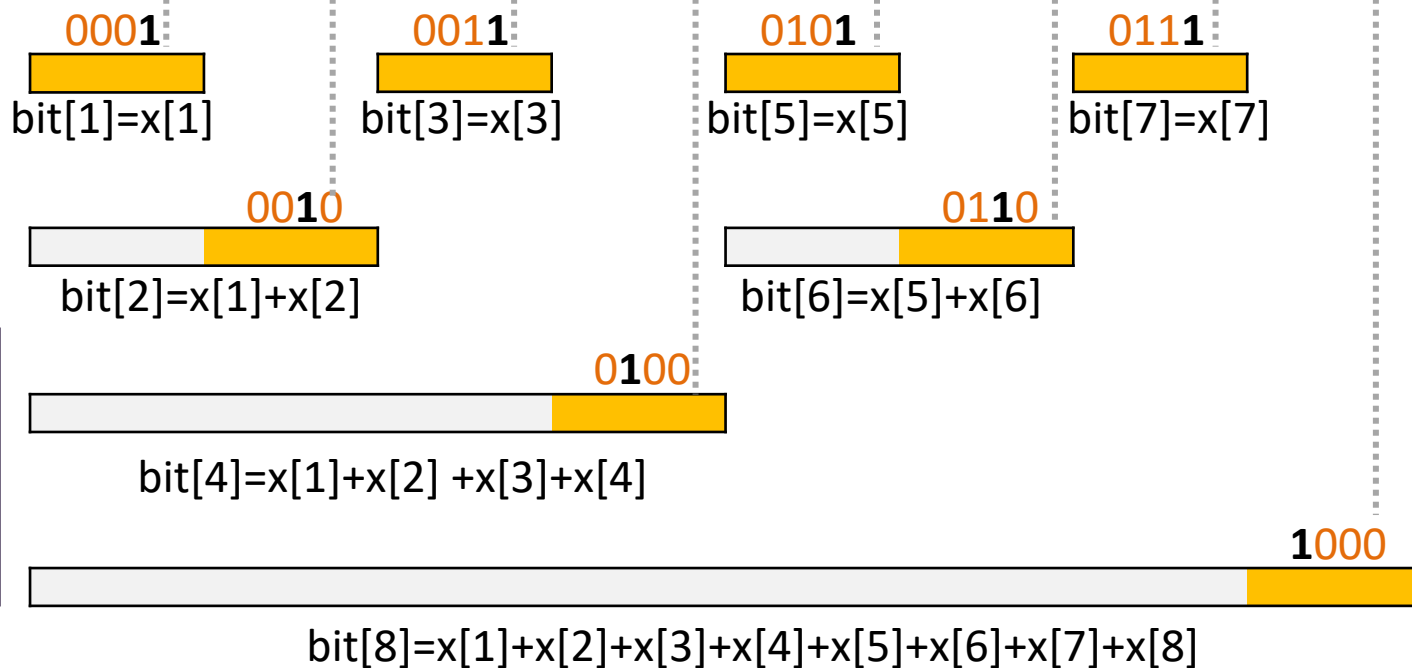 0001 0011 0101 0111
bit[1]=x[1] bit[3]=x[3] bit[5]=x[5] bit[7]=x[7]
0010 0110
bit[2]=x[1]+x[2] bit[6]=x[5]+x[6]
0100
bit[4]=x[1]+x[2] +x[3]+x[4]
1000
bit[8]=x[1]+x[2]+x[3]+x[4]+x[5]+x[6]+x[7]+x[8]